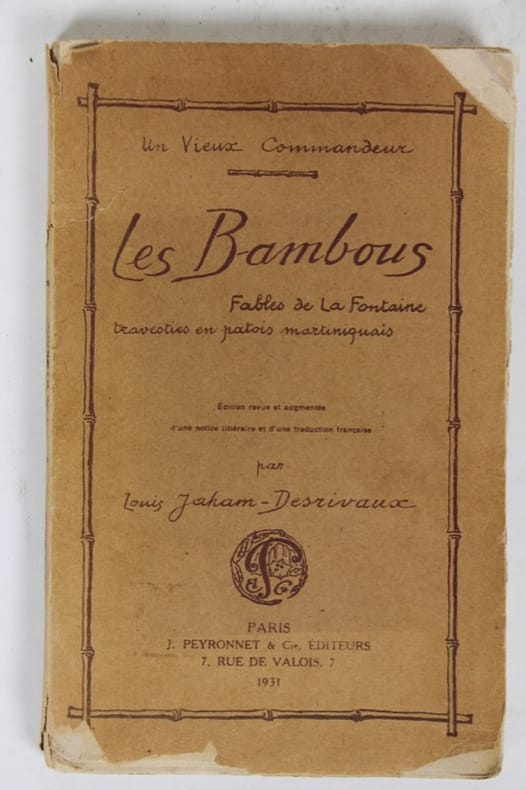 Un Vieux Commandeur
Les Bambous
Fables de La Fontaine
travesties en patois martiniquais
Édition revue et augmentée
d'une notice littéraire et d'une traduction française
par
Louis Jaham-Desrivaux
P
& C
PARIS
J. PEYRONNET & Cie, ÉDITEURS
7, RUE DE VALOIS, 7
1931